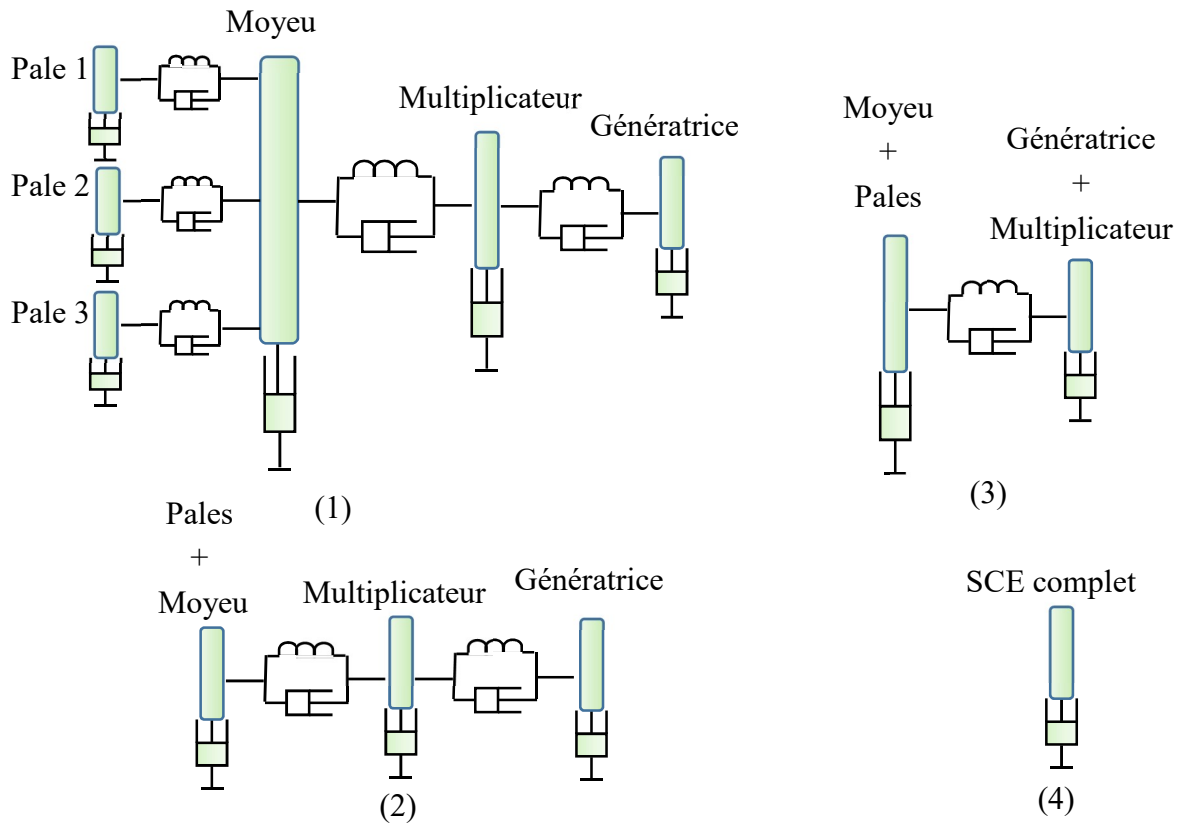 Moyeu
Pale 1
Multiplicateur
Génératrice
Pale 2
Pale 3
(1)
Moyeu
+
Pales
Génératrice
+
Multiplicateur
(3)
Pales
+
Moyeu
Multiplicateur
Génératrice
(2)
SCE complet
(4)